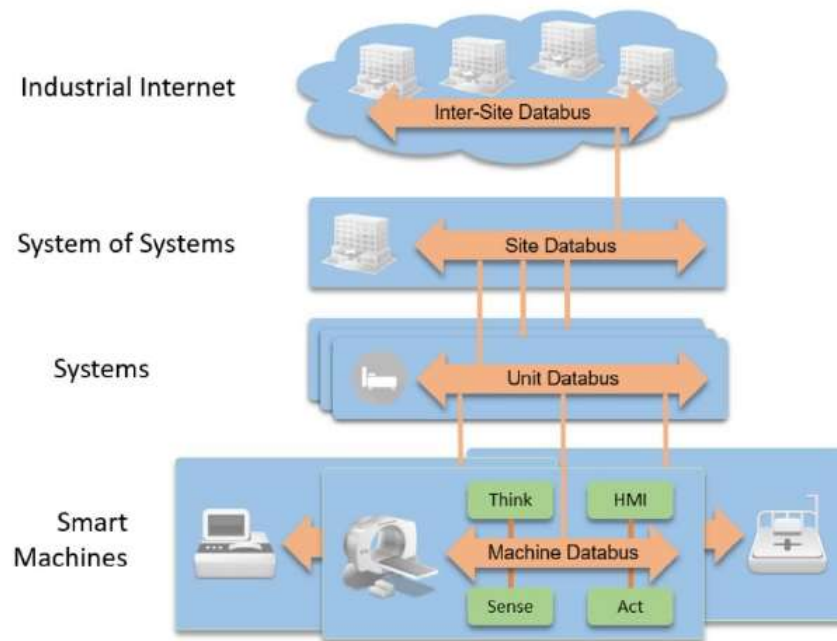 Industrial Internet
Inter-Site Databus
System of Systems
Site Databus
Systems
Unit Databus
Smart
Machines
Think
HMI
Machine Databus
Sense
Act